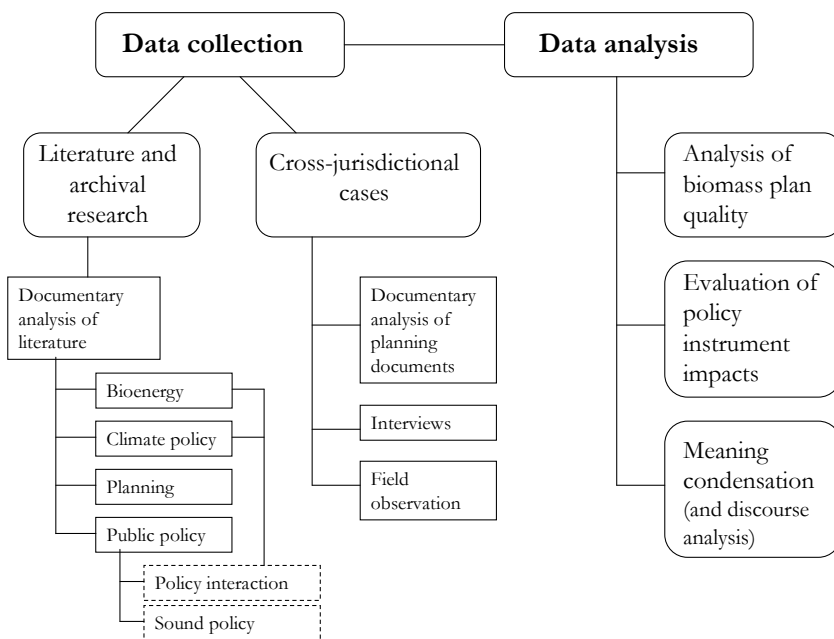 Data collection
Data analysis
Literature and
archival
research
Cross-jurisdictional
cases
Analysis of
biomass plan
quality
Documentary
analysis of
literature
Documentary
analysis of
planning
documents
Evaluation of
policy
instrument
impacts
Bioenergy
Climate policy
Planning
Public policy
Policy interaction
Sound policy
Interviews
Field
observation
Meaning
condensation
(and discourse
analysis)